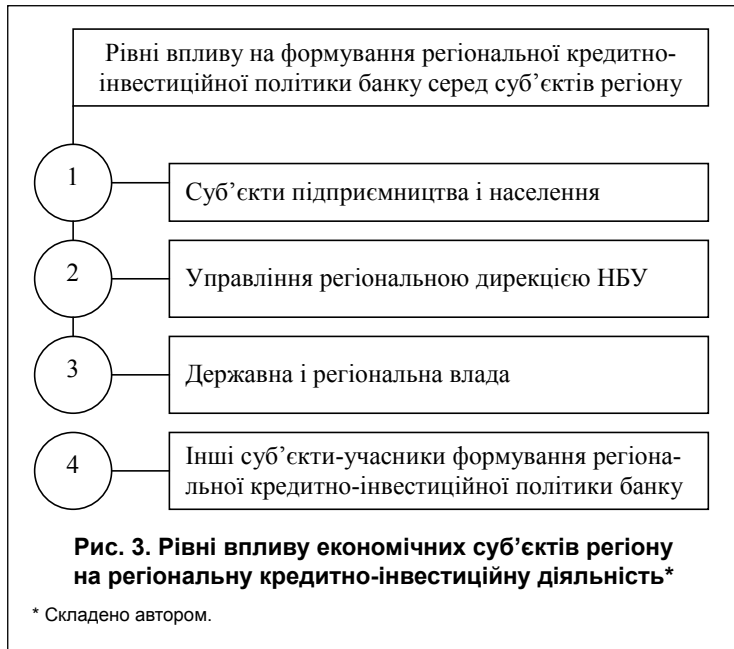 Рівні впливу на формування регіональної кредитно-
інвестиційної політики банку серед суб’єктів регіону
1
Суб’єкти підприємництва і населення
2
Управління регіональною дирекцією НБУ
3
Державна і регіональна влада
4
Інші суб’єкти-учасники формування регіона-
льної кредитно-інвестиційної політики банку
Рис. 3. Рівні впливу економічних суб’єктів регіону
на регіональну кредитно-інвестиційну діяльність*
* Складено автором.